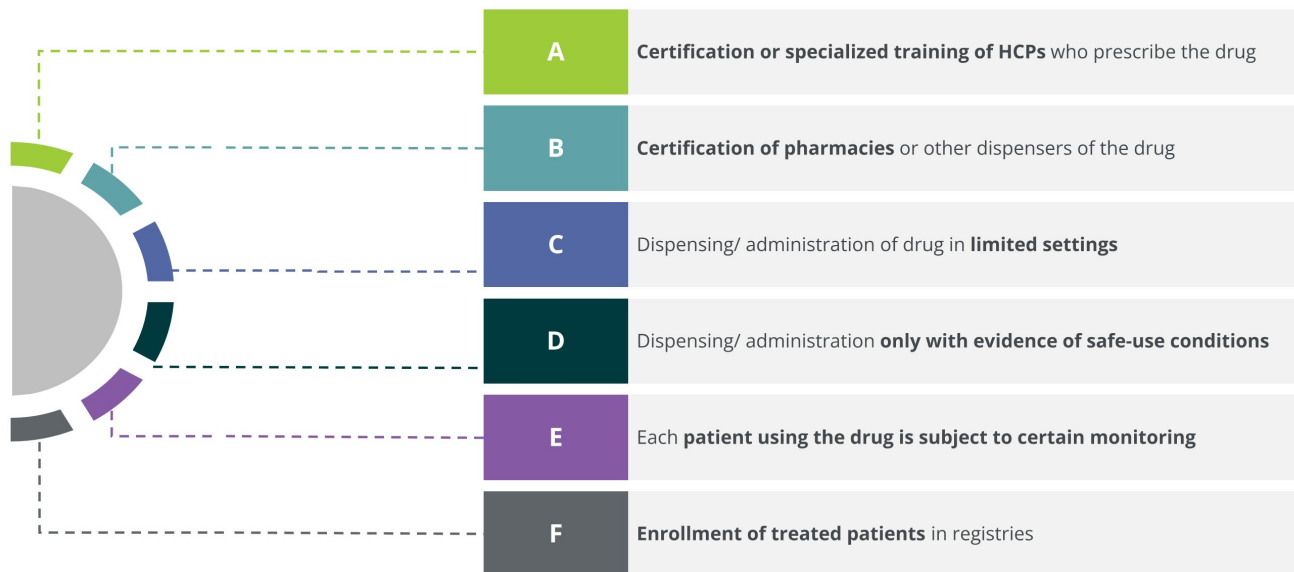 A
Certification or specialized training of HCPs who prescribe the drug
B
Certification of pharmacies or other dispensers of the drug
C
Dispensing/ administration of drug in limited settings
D
Dispensing/ administration only with evidence of safe-use conditions
E
Each patient using the drug is subject to certain monitoring
F
Enrollment of treated patients in registries